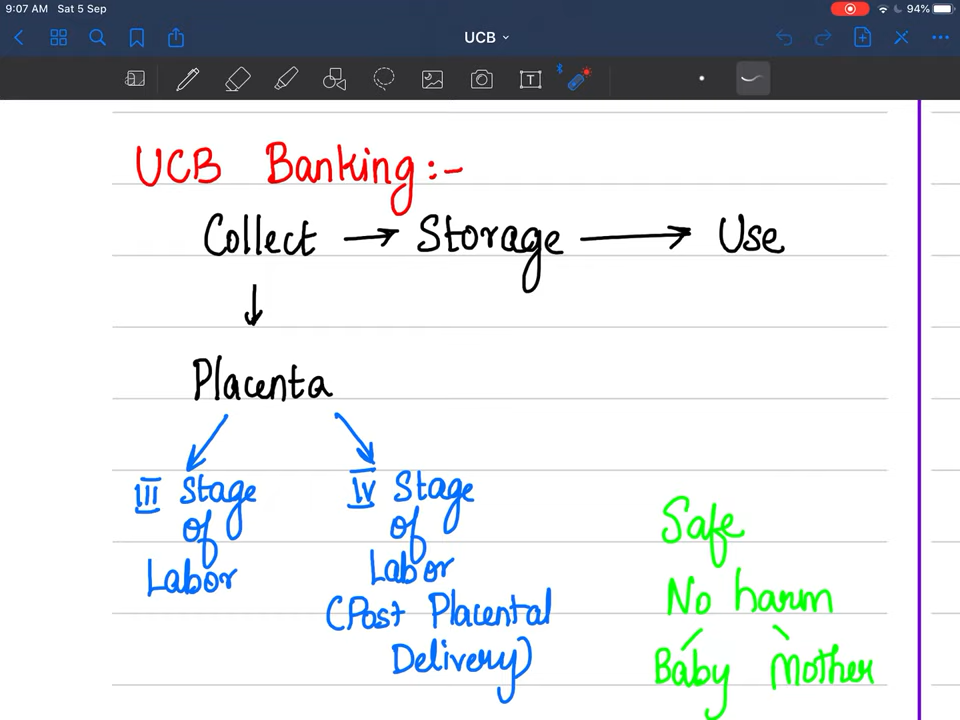 9:07 AM Sat 5 Sep
94%
UCB
T
UCB Banking:-
Collect → Storage → Use
↓
Placenta
III Stage of Labor
IV Stage of Labor (Post Placental Delivery)
Safe
No harm
Baby Mother